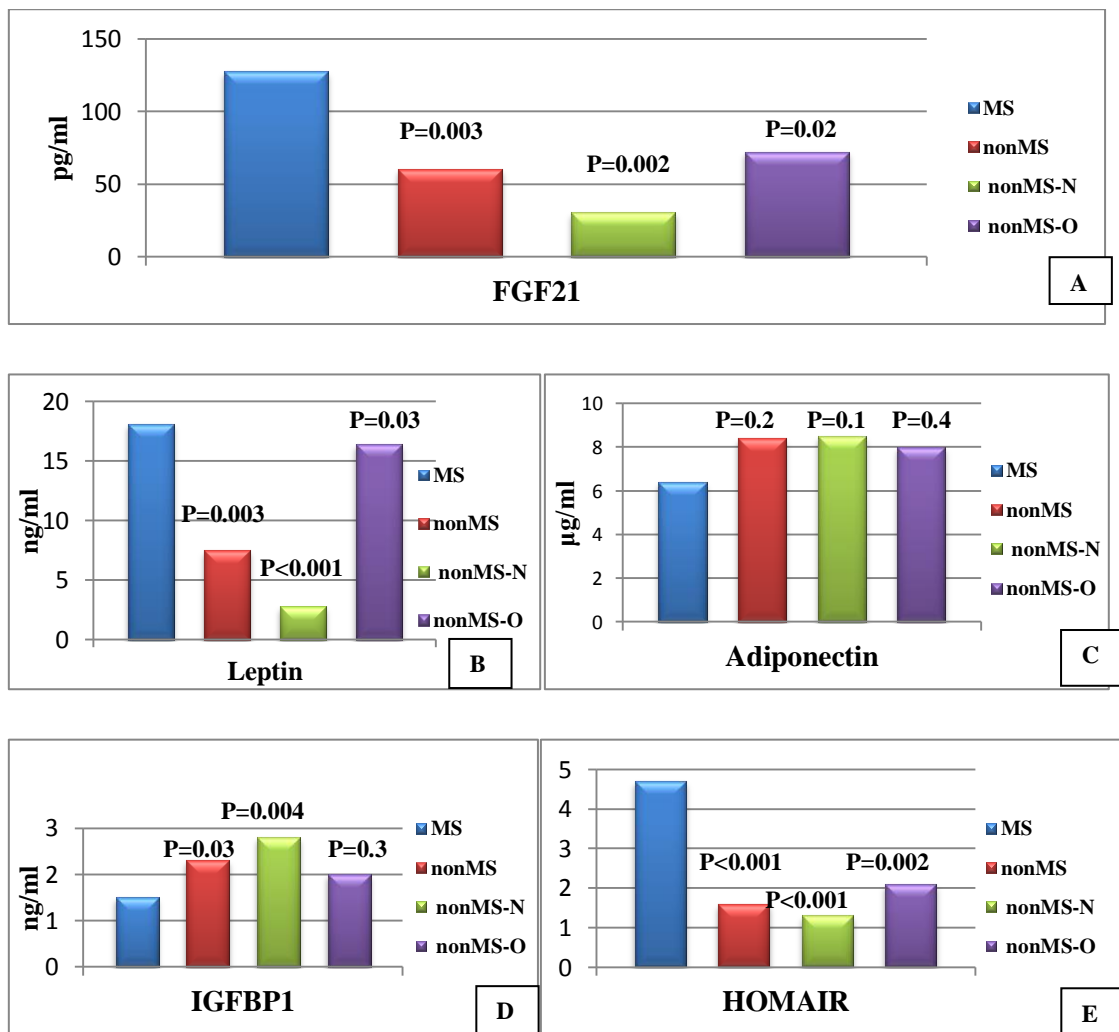 150
100
50
0
pg/ml
P=0.003
P=0.002
P=0.02
FGF21
MS
nonMS
nonMS-N
nonMS-O
A
20
15
10
5
0
ng/ml
P=0.003
P<0.001
P=0.03
Leptin
MS
nonMS
nonMS-N
nonMS-O
B
10
8
6
4
2
0
µg/ml
P=0.2
P=0.1
P=0.4
Adiponectin
MS
nonMS
nonMS-N
nonMS-O
C
3
2
1
0
ng/ml
P=0.03
P=0.004
P=0.3
IGFBP1
MS
nonMS
nonMS-N
nonMS-O
D
5
4
3
2
1
0
P<0.001
P<0.001
P=0.002
HOMAIR
MS
nonMS
nonMS-N
nonMS-O
E